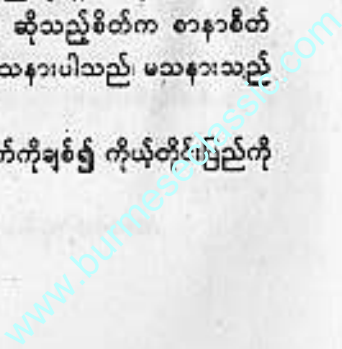 ဆိုသည့်စိတ်က စာနာစိတ်
သနားပါသည်၊ မသနားသည်
က်ကိုချစ်၍ ကိုယ့်တိုင်းပြည်ကို
www.burmeseclassic.com